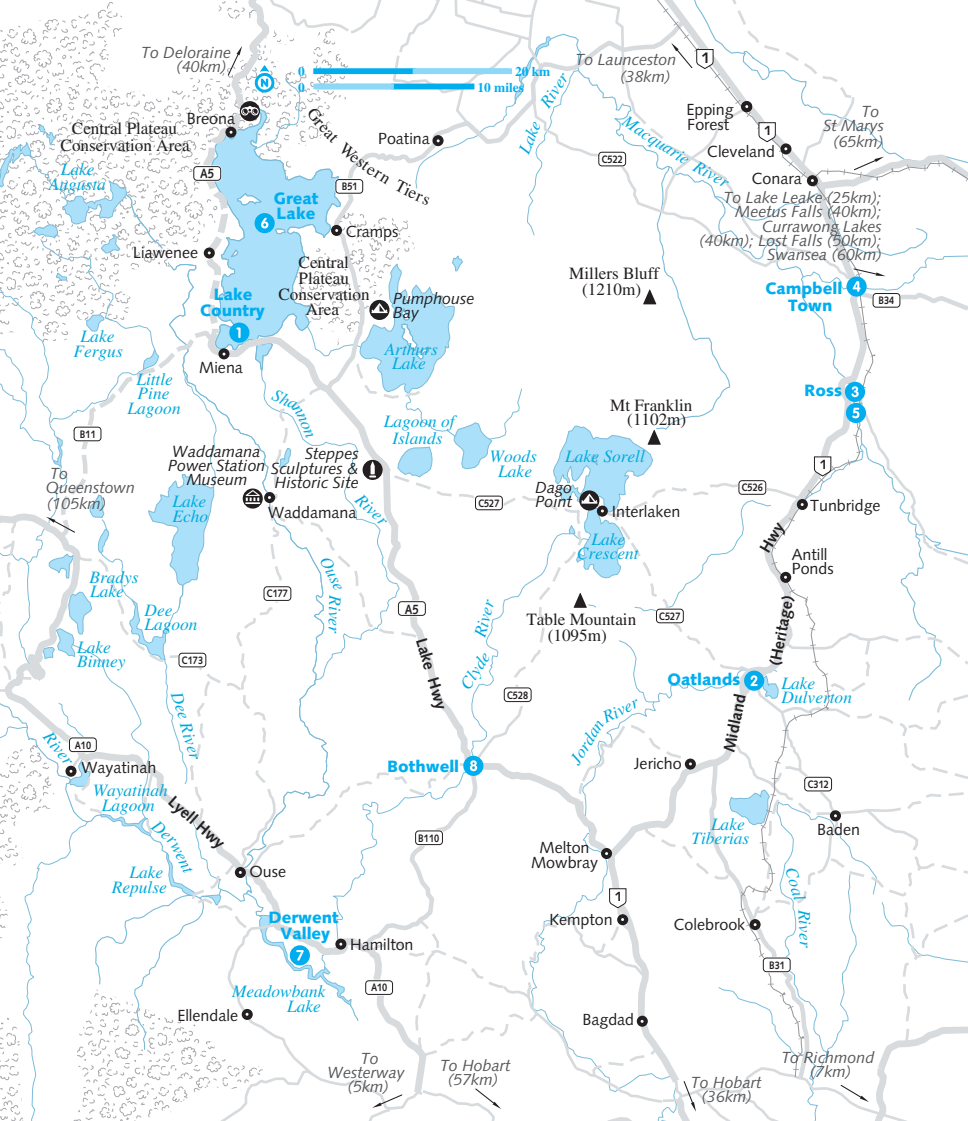 To Deloraine
(40km)
N
0
20 km
0
10 miles
To Launceston
(38km)
1
Breona
Central Plateau
Conservation Area
Great Western Tiers
Poatina
Lake
River
Epping
Forest
1
Cleveland
To
St Marys
(65km)
Macquarie River
C522
Conara
Lake
Augusta
A5
B51
Great
Lake
6
Cramps
To Lake Leake (25km);
Meetus Falls (40km);
Currawong Lakes
(40km); Lost Falls (50km);
Swansea (60km)
Liawenee
Central
Plateau
Conservation
Area
Millers Bluff
(1210m)
Campbell
Town
4
B34
Lake
Country
1
Pumphouse
Bay
Lake
Fergus
Arthurs
Lake
Miena
Little
Pine
Lagoon
Ross
3
5
Shannon
River
Lagoon of
Islands
Mt Franklin
(1102m)
B11
Woods
Lake
Lake Sorell
1
To
Queenstown
(105km)
Waddamana
Power Station
Museum
Steppes
Sculptures &
Historic Site
Dago
Point
C526
C527
Lake
Echo
Waddamana
Interlaken
Tunbridge
Lake
Crescent
Hwy
Antill
Ponds
Bradys
Lake
Ouse River
C177
Dee
Lagoon
A5
Clyde
River
Table Mountain
(1095m)
C527
(Heritage)
Lake
Binney
C173
Lake Hwy
Oatlands
2
Lake
Dulverton
Dee River
C528
Jordan River
Midland
River
A10
Wayatinah
Bothwell
8
Jericho
Wayatinah
Lagoon
Lyell Hwy
C312
Lake
Tiberias
Baden
Derwent
B110
Melton
Mowbray
Lake
Repulse
Ouse
Coal River
1
Derwent
Valley
7
Hamilton
Kempton
Colebrook
B31
Meadowbank
Lake
A10
Ellendale
Bagdad
To
Westerway
(5km)
To Hobart
(57km)
To Hobart
(36km)
To Richmond
(7km)